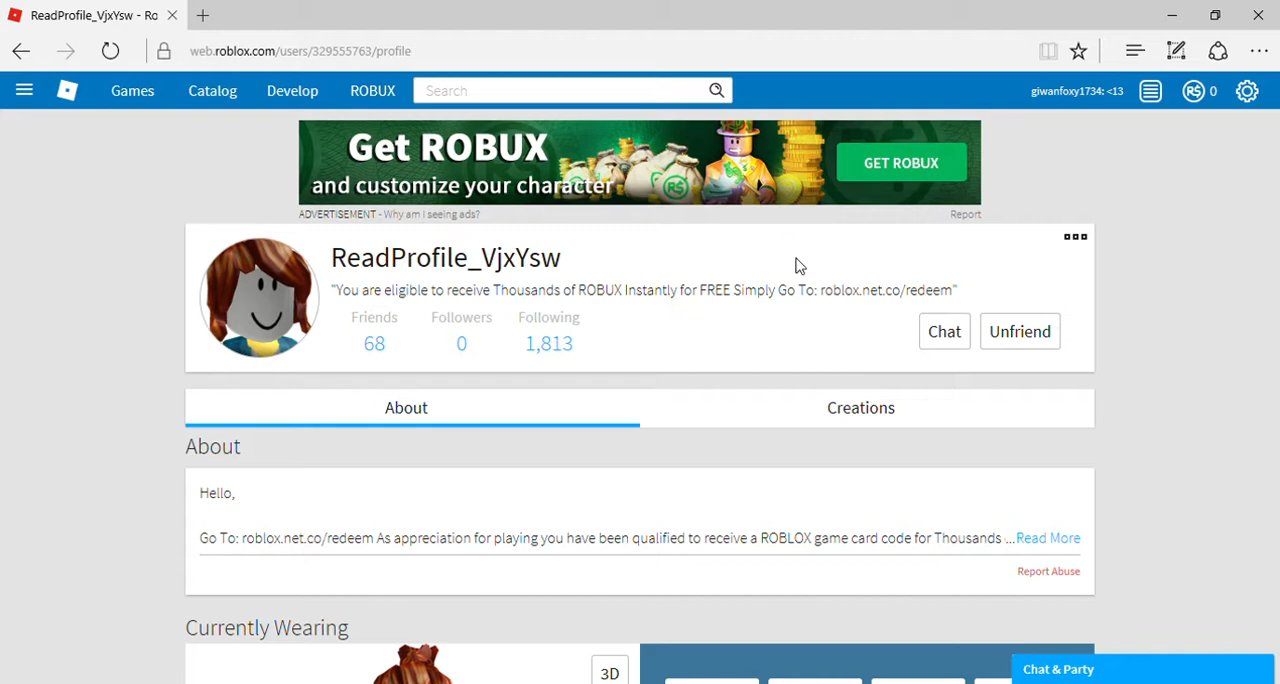 ReadProfile_VjxYsw - Ro
web.roblox.com/users/329555763/profile
Games Catalog Develop ROBUX Search giwanfoxy1734: <13 R$ 0
Get ROBUX
and customize your character
GET ROBUX
ADVERTISEMENT - Why am I seeing ads? Report
ReadProfile_VjxYsw
"You are eligible to receive Thousands of ROBUX Instantly for FREE Simply Go To: roblox.net.co/redeem"
Friends Followers Following
68 0 1,813
Chat Unfriend
About Creations
About
Hello,
Go To: roblox.net.co/redeem As appreciation for playing you have been qualified to receive a ROBLOX game card code for Thousands ...Read More
Report Abuse
Currently Wearing
3D
Chat & Party